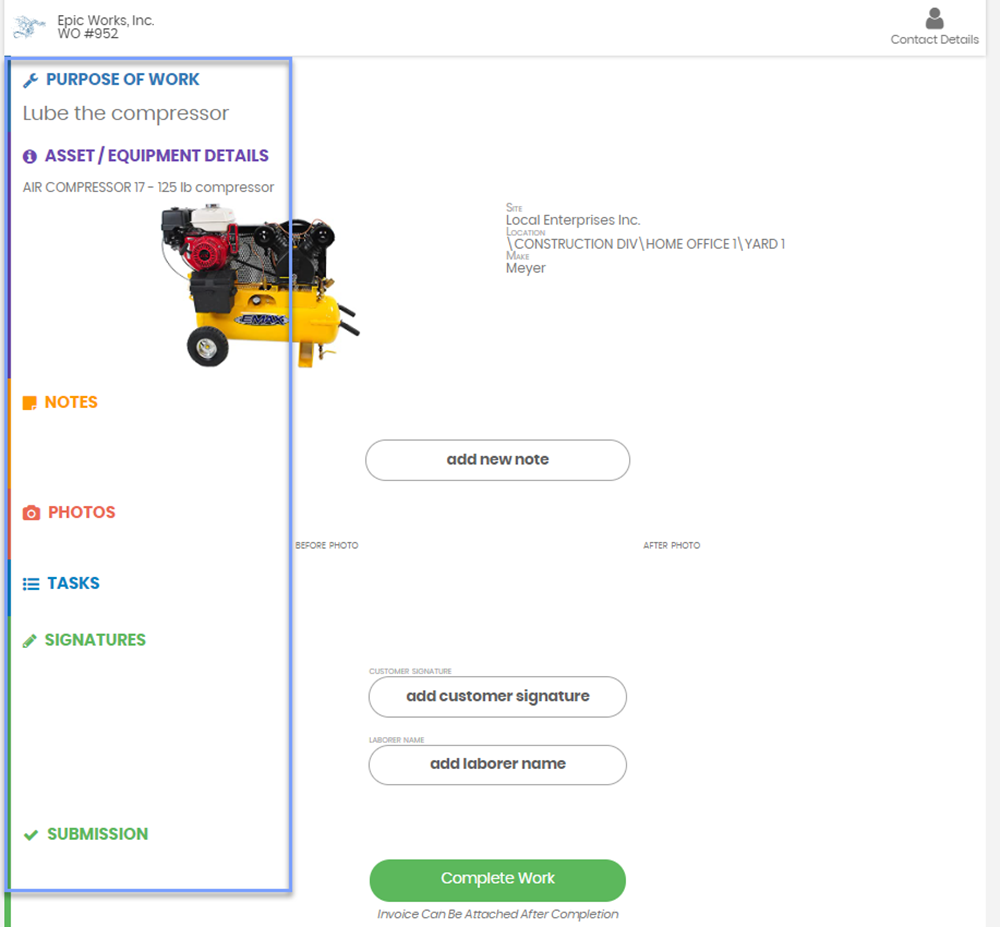 Epic Works, Inc.
WO #952
Contact Details
PURPOSE OF WORK
Lube the compressor
ASSET / EQUIPMENT DETAILS
AIR COMPRESSOR 17 - 125 lb compressor
EMAX
Site
Local Enterprises Inc.
Location
\CONSTRUCTION DIV\HOME OFFICE 1\YARD 1
Make
Meyer
NOTES
add new note
PHOTOS
BEFORE PHOTO
AFTER PHOTO
TASKS
SIGNATURES
CUSTOMER SIGNATURE
add customer signature
LABORER NAME
add laborer name
SUBMISSION
Complete Work
Invoice Can Be Attached After Completion